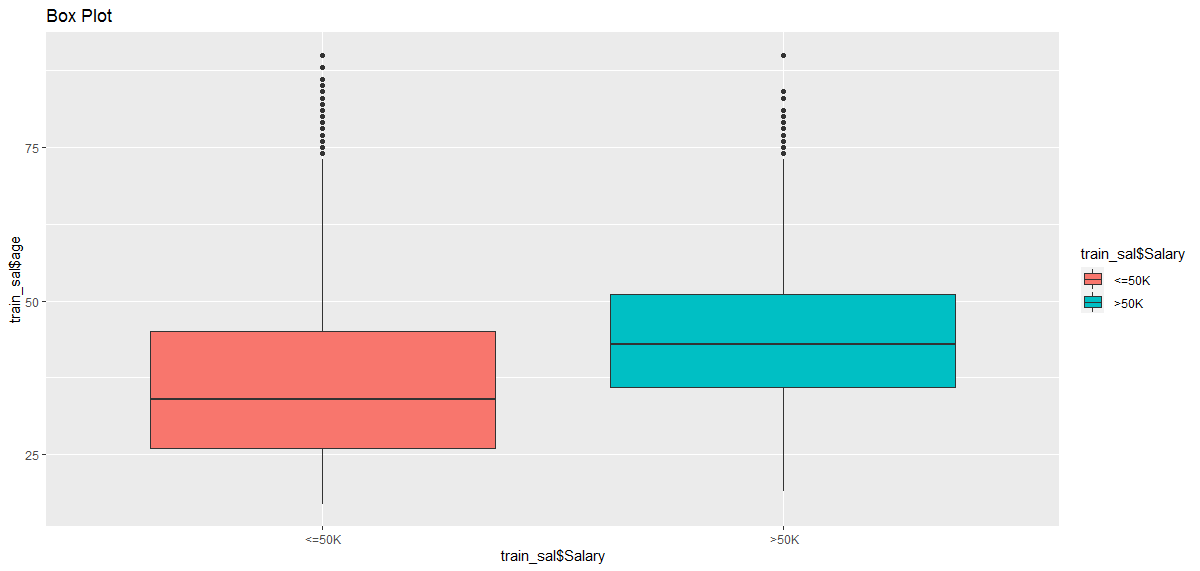 Box Plot
75
50
25
train_sal$age
<=50K
>50K
train_sal$Salary
train_sal$Salary
<=50K
>50K